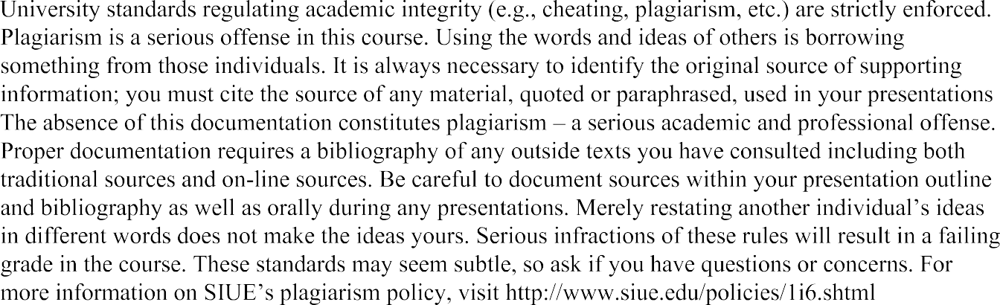 University standards regulating academic integrity (e.g., cheating, plagiarism, etc.) are strictly enforced.
Plagiarism is a serious offense in this course. Using the words and ideas of others is borrowing
something from those individuals. It is always necessary to identify the original source of supporting
information; you must cite the source of any material, quoted or paraphrased, used in your presentations
The absence of this documentation constitutes plagiarism – a serious academic and professional offense.
Proper documentation requires a bibliography of any outside texts you have consulted including both
traditional sources and on-line sources. Be careful to document sources within your presentation outline
and bibliography as well as orally during any presentations. Merely restating another individual’s ideas
in different words does not make the ideas yours. Serious infractions of these rules will result in a failing
grade in the course. These standards may seem subtle, so ask if you have questions or concerns. For
more information on SIUE’s plagiarism policy, visit http://www.siue.edu/policies/1i6.shtml